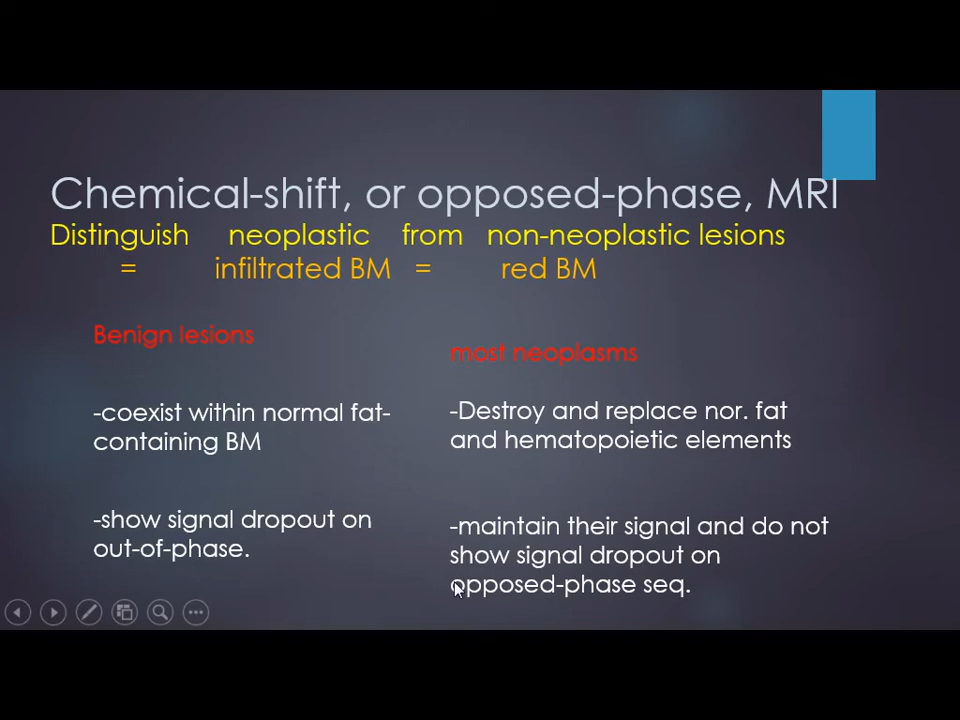 Chemical-shift, or opposed-phase, MRI
Distinguish neoplastic from non-neoplastic lesions
= infiltrated BM = red BM
Benign lesions
-coexist within normal fat-
containing BM
-show signal dropout on
out-of-phase.
most neoplasms
-Destroy and replace nor. fat
and hematopoietic elements
-maintain their signal and do not
show signal dropout on
opposed-phase seq.